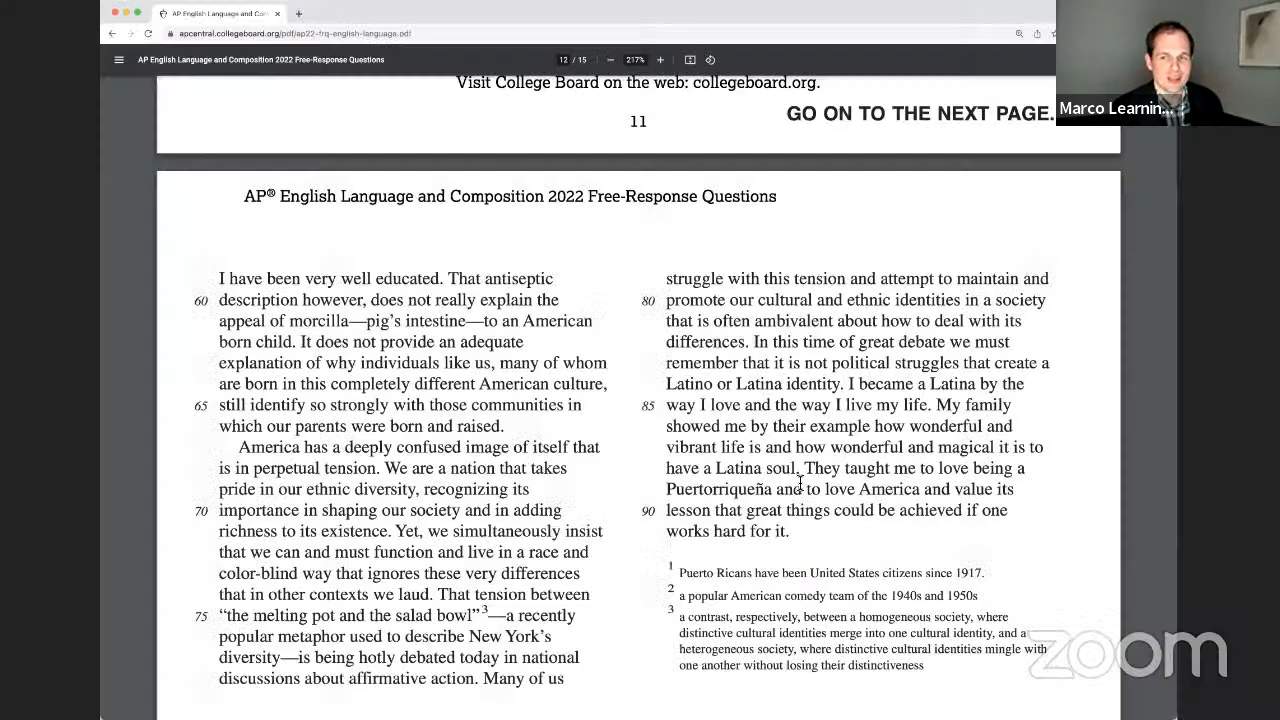 AP English Language and Con
apcentral.collegeboard.org/pdf/ap22-frq-english-language.pdf
AP English Language and Composition 2022 Free-Response Questions
12 / 15
217%
Marco Learnin...
Visit College Board on the web: collegeboard.org.
GO ON TO THE NEXT PAGE.
11
AP® English Language and Composition 2022 Free-Response Questions
I have been very well educated. That antiseptic
60 description however, does not really explain the
appeal of morcilla—pig’s intestine—to an American
born child. It does not provide an adequate
explanation of why individuals like us, many of whom
are born in this completely different American culture,
65 still identify so strongly with those communities in
which our parents were born and raised.
America has a deeply confused image of itself that
is in perpetual tension. We are a nation that takes
pride in our ethnic diversity, recognizing its
70 importance in shaping our society and in adding
richness to its existence. Yet, we simultaneously insist
that we can and must function and live in a race and
color-blind way that ignores these very differences
that in other contexts we laud. That tension between
75 “the melting pot and the salad bowl”3—a recently
popular metaphor used to describe New York’s
diversity—is being hotly debated today in national
discussions about affirmative action. Many of us
struggle with this tension and attempt to maintain and
80 promote our cultural and ethnic identities in a society
that is often ambivalent about how to deal with its
differences. In this time of great debate we must
remember that it is not political struggles that create a
Latino or Latina identity. I became a Latina by the
85 way I love and the way I live my life. My family
showed me by their example how wonderful and
vibrant life is and how wonderful and magical it is to
have a Latina soul. They taught me to love being a
Puertorriqueña and to love America and value its
90 lesson that great things could be achieved if one
works hard for it.
1 Puerto Ricans have been United States citizens since 1917.
2 a popular American comedy team of the 1940s and 1950s
3 a contrast, respectively, between a homogeneous society, where
distinctive cultural identities merge into one cultural identity, and a
heterogeneous society, where distinctive cultural identities mingle with
one another without losing their distinctiveness
zoom